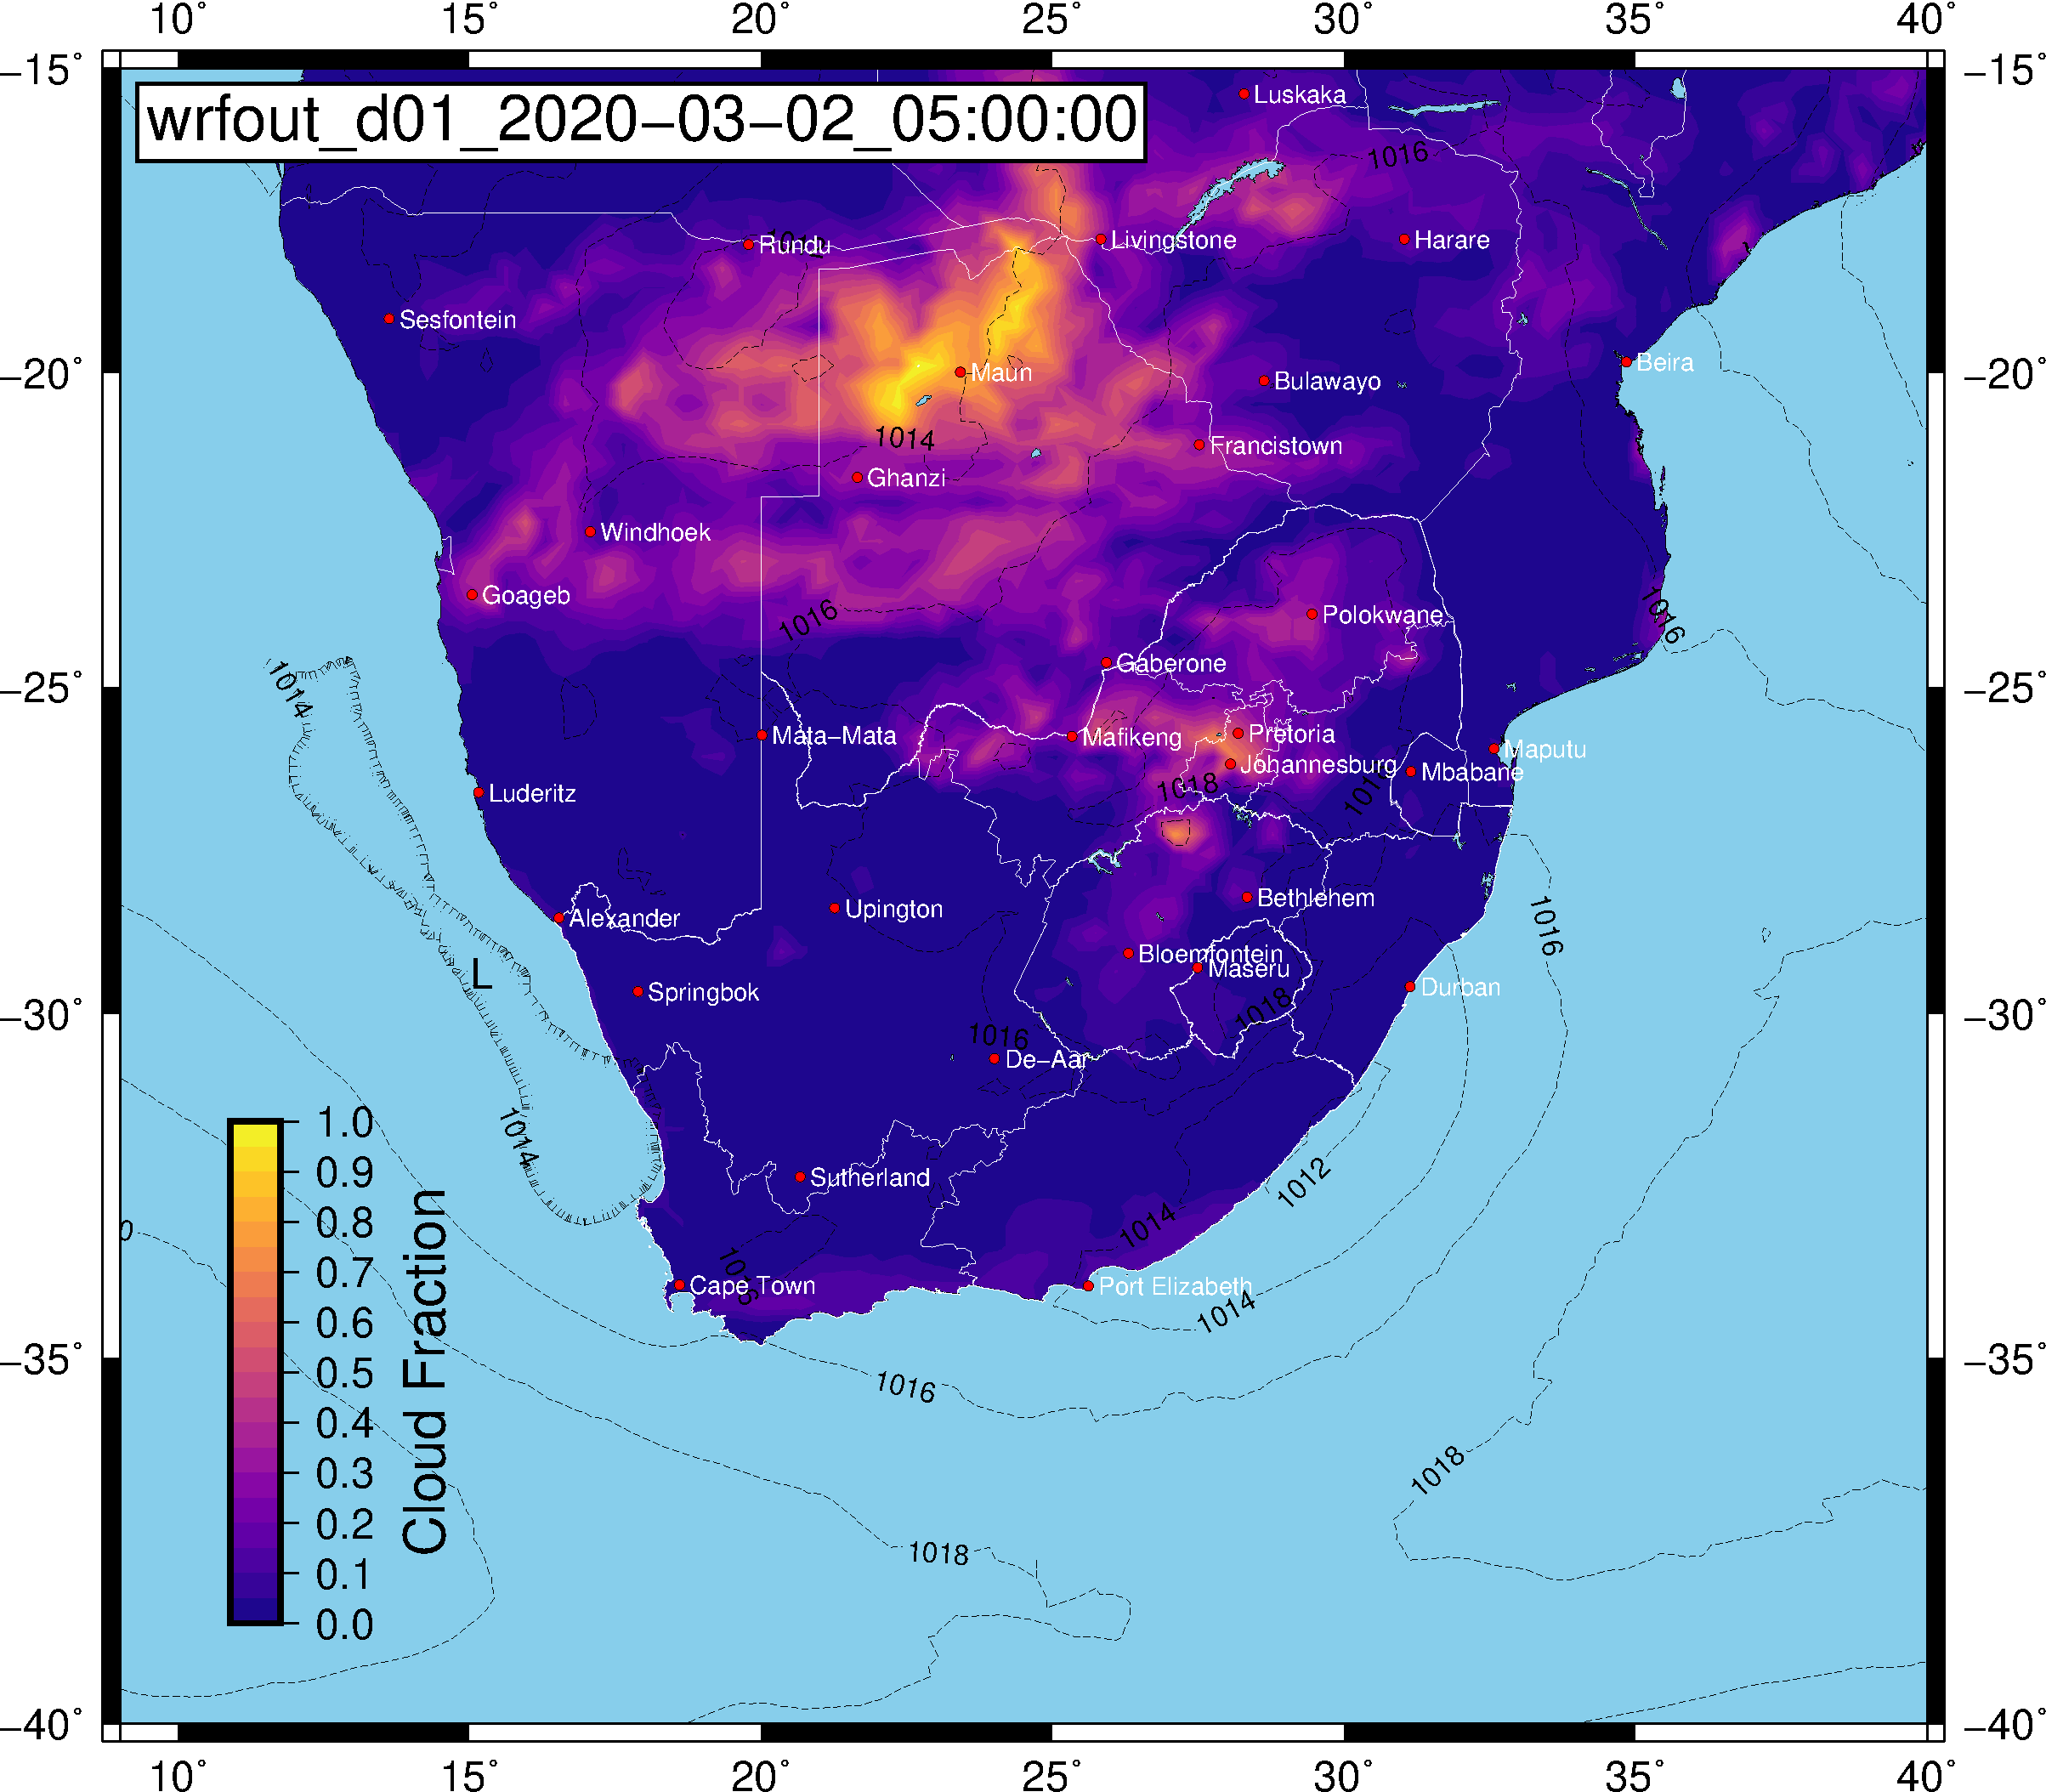 10° 15° 20° 25° 30° 35° 40°
−15° −15°
wrfout_d01_2020−03−02_05:00:00
Luskaka
1016
Rundu
Livingstone
Harare
Sesfontein
−20° −20°
Maun
Bulawayo
Beira
1014
Francistown
Ghanzi
Windhoek
Goageb
1016
Polokwane
1016
Gaberone
1014
−25° −25°
Mata−Mata
Mafikeng
Pretoria
Maputu
Johannesburg
Mbabane
1018
1016
Luderitz
Bethlehem
Upington
Alexander
1016
Bloemfontein
Maseru
L
Springbok
Durban
1018
−30° −30°
1016
De−Aar
1014
1012
Sutherland
1014
0
1016
Cape Town
Port Elizabeth
1014
−35° −35°
1016
1018
1018
1.0
0.9
0.8
0.7
0.6
0.5
0.4
0.3
0.2
0.1
0.0
Cloud Fraction
−40° −40°
10° 15° 20° 25° 30° 35° 40°